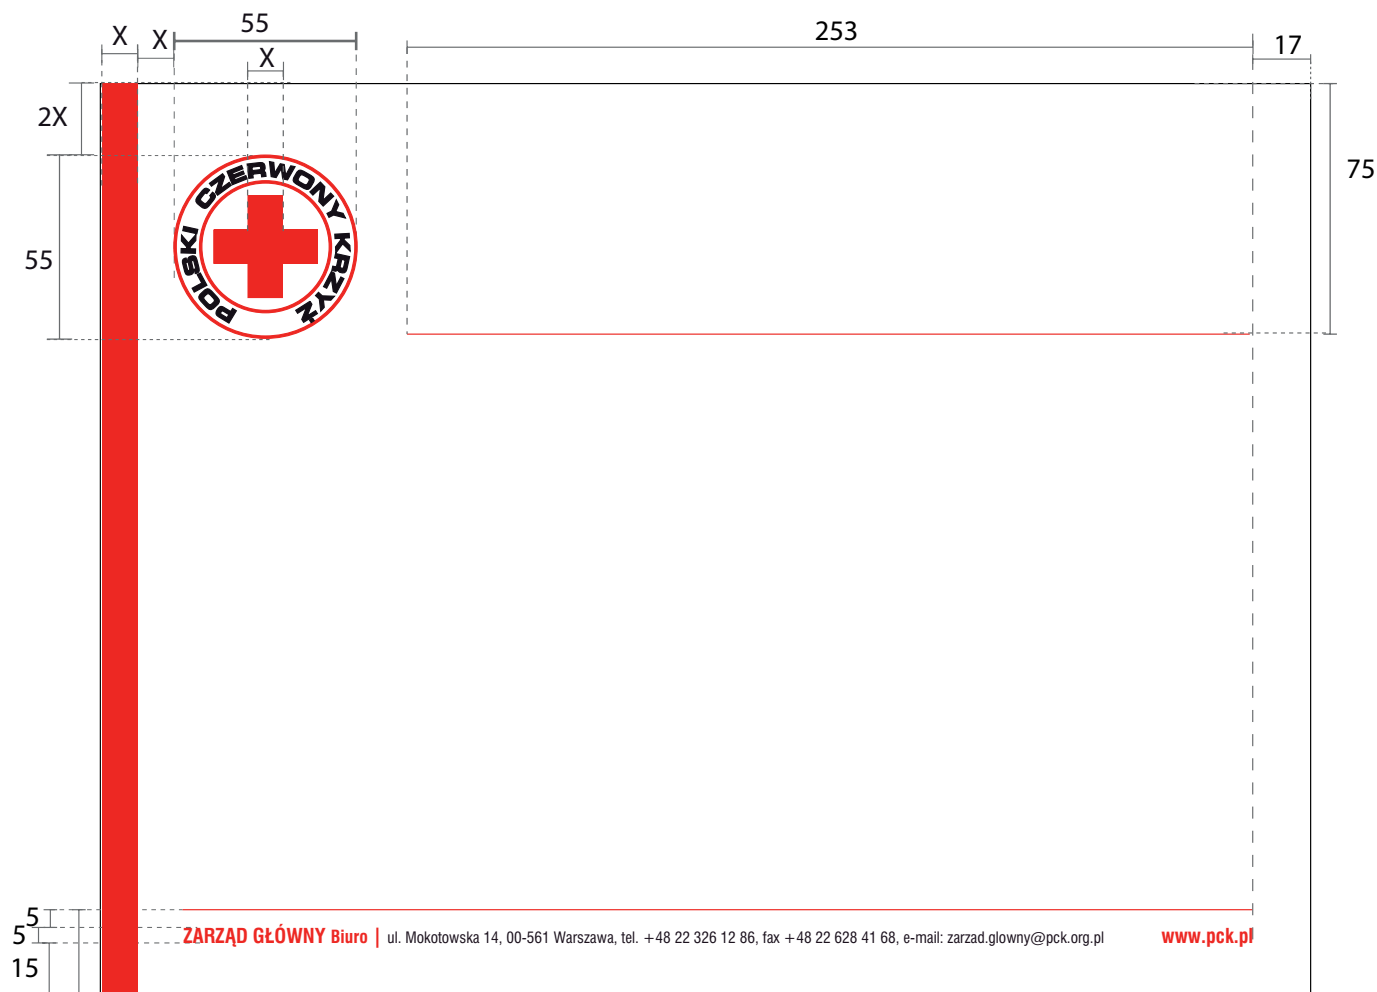 X
X
55
X
253
17
2X
75
55
POLSKI CZERWONY KRZYŻ
5
5
15
ZARZĄD GŁÓWNY Biuro | ul. Mokotowska 14, 00-561 Warszawa, tel. +48 22 326 12 86, fax +48 22 628 41 68, e-mail: zarzad.glowny@pck.org.pl www.pck.pl